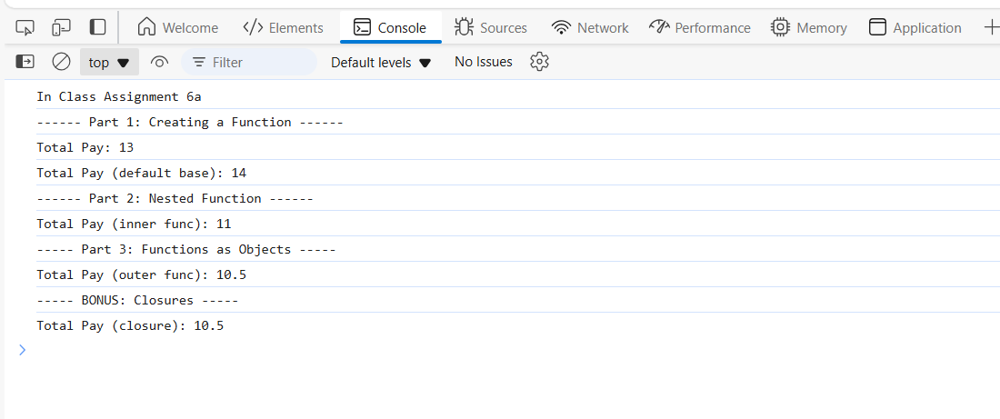 Welcome Elements Console Sources Network Performance Memory Application
top Filter Default levels No Issues
In Class Assignment 6a
------ Part 1: Creating a Function ------
Total Pay: 13
Total Pay (default base): 14
------ Part 2: Nested Function ------
Total Pay (inner func): 11
----- Part 3: Functions as Objects -----
Total Pay (outer func): 10.5
----- BONUS: Closures -----
Total Pay (closure): 10.5